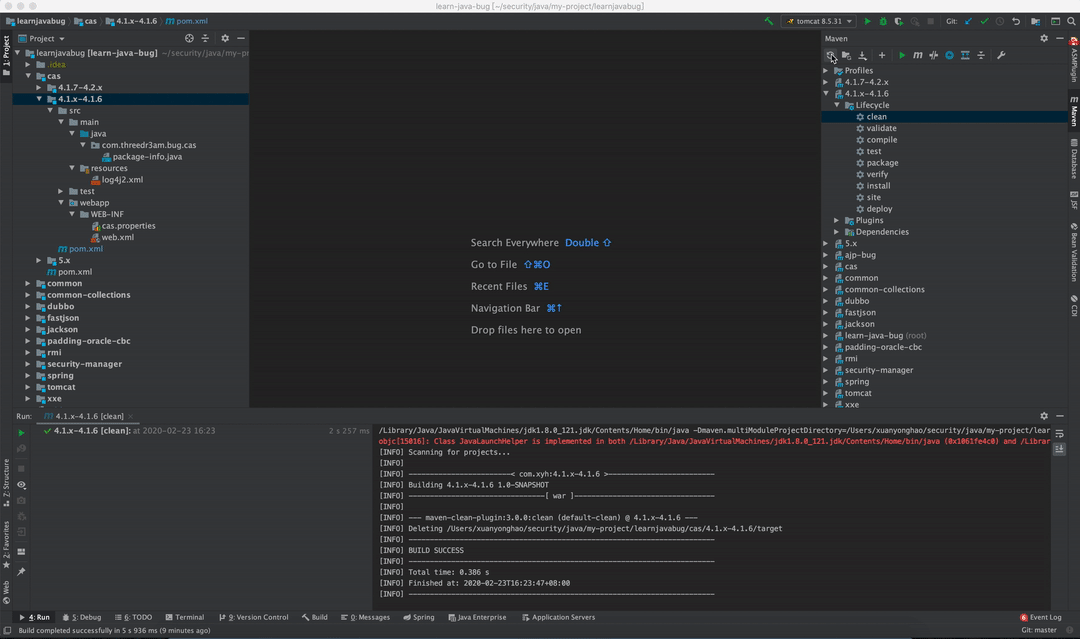 learn-java-bug [~/security/java/my-project/learnjavabug]
learnjavabug
cas
4.1.x-4.1.6
pom.xml
tomcat 8.5.31
Git:
1: Project
Project
learnjavabug [learn-java-bug] ~/security/java/my-pr
.idea
cas
4.1.7-4.2.x
4.1.x-4.1.6
src
main
java
com.threedr3am.bug.cas
package-info.java
resources
log4j2.xml
test
webapp
WEB-INF
cas.properties
web.xml
pom.xml
5.x
pom.xml
common
common-collections
dubbo
fastjson
jackson
padding-oracle-cbc
rmi
security-manager
spring
tomcat
xxe
Search Everywhere Double ⇧
Go to File ⇧⌘O
Recent Files ⌘E
Navigation Bar ⌘↑
Drop files here to open
Maven
Profiles
4.1.7-4.2.x
4.1.x-4.1.6
Lifecycle
clean
validate
compile
test
package
verify
install
site
deploy
Plugins
Dependencies
5.x
ajp-bug
cas
common
common-collections
dubbo
fastjson
jackson
learn-java-bug (root)
padding-oracle-cbc
rmi
security-manager
spring
tomcat
xxe
ASMPlugin
Maven
Database
JSF
Bean Validation
CDI
Run:
4.1.x-4.1.6 [clean]
4.1.x-4.1.6 [clean]: at 2020-02-23 16:23
2 s 257 ms
/Library/Java/JavaVirtualMachines/jdk1.8.0_121.jdk/Contents/Home/bin/java -Dmaven.multiModuleProjectDirectory=/Users/xuanyonghao/security/java/my-project/lear
objc[15016]: Class JavaLaunchHelper is implemented in both /Library/Java/JavaVirtualMachines/jdk1.8.0_121.jdk/Contents/Home/bin/java (0x1061fe4c0) and /Librar
[INFO] Scanning for projects...
[INFO]
[INFO] ----------------------< com.xyh:4.1.x-4.1.6 >-----------------------
[INFO] Building 4.1.x-4.1.6 1.0-SNAPSHOT
[INFO] --------------------------------[ war ]---------------------------------
[INFO]
[INFO] --- maven-clean-plugin:3.0.0:clean (default-clean) @ 4.1.x-4.1.6 ---
[INFO] Deleting /Users/xuanyonghao/security/java/my-project/learnjavabug/cas/4.1.x-4.1.6/target
[INFO] ------------------------------------------------------------------------
[INFO] BUILD SUCCESS
[INFO] ------------------------------------------------------------------------
[INFO] Total time: 0.386 s
[INFO] Finished at: 2020-02-23T16:23:47+08:00
[INFO] ------------------------------------------------------------------------
7: Structure
2: Favorites
Web
4: Run
5: Debug
6: TODO
Terminal
9: Version Control
Build
0: Messages
Spring
Java Enterprise
Application Servers
6 Event Log
Build completed successfully in 5 s 936 ms (9 minutes ago)
Git: master